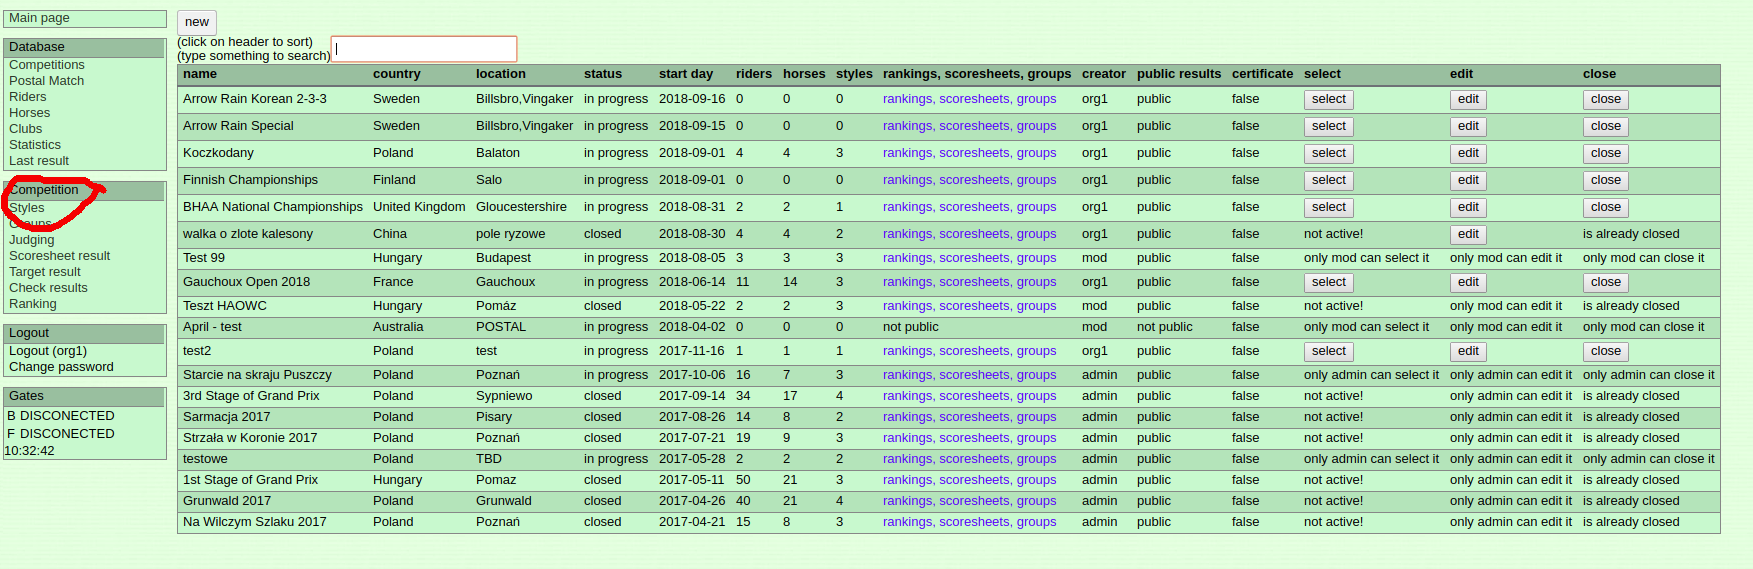 Main page
Database
Competitions
Postal Match
Riders
Horses
Clubs
Statistics
Last result
Competition
Styles
Groups
Judging
Scoresheet result
Target result
Check results
Ranking
Logout
Logout (org1)
Change password
Gates
B DISCONECTED
F DISCONECTED
10:32:42
new
(click on header to sort)
(type something to search)
name country location status start day riders horses styles rankings, scoresheets, groups creator public results certificate select edit close
Arrow Rain Korean 2-3-3 Sweden Billsbro,Vingaker in progress 2018-09-16 0 0 0 rankings, scoresheets, groups org1 public false select edit close
Arrow Rain Special Sweden Billsbro,Vingaker in progress 2018-09-15 0 0 0 rankings, scoresheets, groups org1 public false select edit close
Koczkodany Poland Balaton in progress 2018-09-01 4 4 3 rankings, scoresheets, groups org1 public false select edit close
Finnish Championships Finland Salo in progress 2018-09-01 0 0 0 rankings, scoresheets, groups org1 public false select edit close
BHAA National Championships United Kingdom Gloucestershire in progress 2018-08-31 2 2 1 rankings, scoresheets, groups org1 public false select edit close
walka o zlote kalesony China pole ryzowe closed 2018-08-30 4 4 2 rankings, scoresheets, groups org1 public false not active! edit is already closed
Test 99 Hungary Budapest in progress 2018-08-05 3 3 3 rankings, scoresheets, groups mod public false only mod can select it only mod can edit it only mod can close it
Gauchoux Open 2018 France Gauchoux in progress 2018-06-14 11 14 3 rankings, scoresheets, groups org1 public false select edit close
Teszt HAOWC Hungary Pomáz closed 2018-05-22 2 2 3 rankings, scoresheets, groups mod public false not active! only mod can edit it is already closed
April - test Australia POSTAL in progress 2018-04-02 0 0 0 not public mod not public false only mod can select it only mod can edit it only mod can close it
test2 Poland test in progress 2017-11-16 1 1 1 rankings, scoresheets, groups org1 public false select edit close
Starcie na skraju Puszczy Poland Poznań in progress 2017-10-06 16 7 3 rankings, scoresheets, groups admin public false only admin can select it only admin can edit it only admin can close it
3rd Stage of Grand Prix Poland Sypniewo closed 2017-09-14 34 17 4 rankings, scoresheets, groups admin public false not active! only admin can edit it is already closed
Sarmacja 2017 Poland Pisary closed 2017-08-26 14 8 2 rankings, scoresheets, groups admin public false not active! only admin can edit it is already closed
Strzała w Koronie 2017 Poland Poznań closed 2017-07-21 19 9 3 rankings, scoresheets, groups admin public false not active! only admin can edit it is already closed
testowe Poland TBD in progress 2017-05-28 2 2 2 rankings, scoresheets, groups admin public false only admin can select it only admin can edit it only admin can close it
1st Stage of Grand Prix Hungary Pomaz closed 2017-05-11 50 21 3 rankings, scoresheets, groups admin public false not active! only admin can edit it is already closed
Grunwald 2017 Poland Grunwald closed 2017-04-26 40 21 4 rankings, scoresheets, groups admin public false not active! only admin can edit it is already closed
Na Wilczym Szlaku 2017 Poland Poznań closed 2017-04-21 15 8 3 rankings, scoresheets, groups admin public false not active! only admin can edit it is already closed